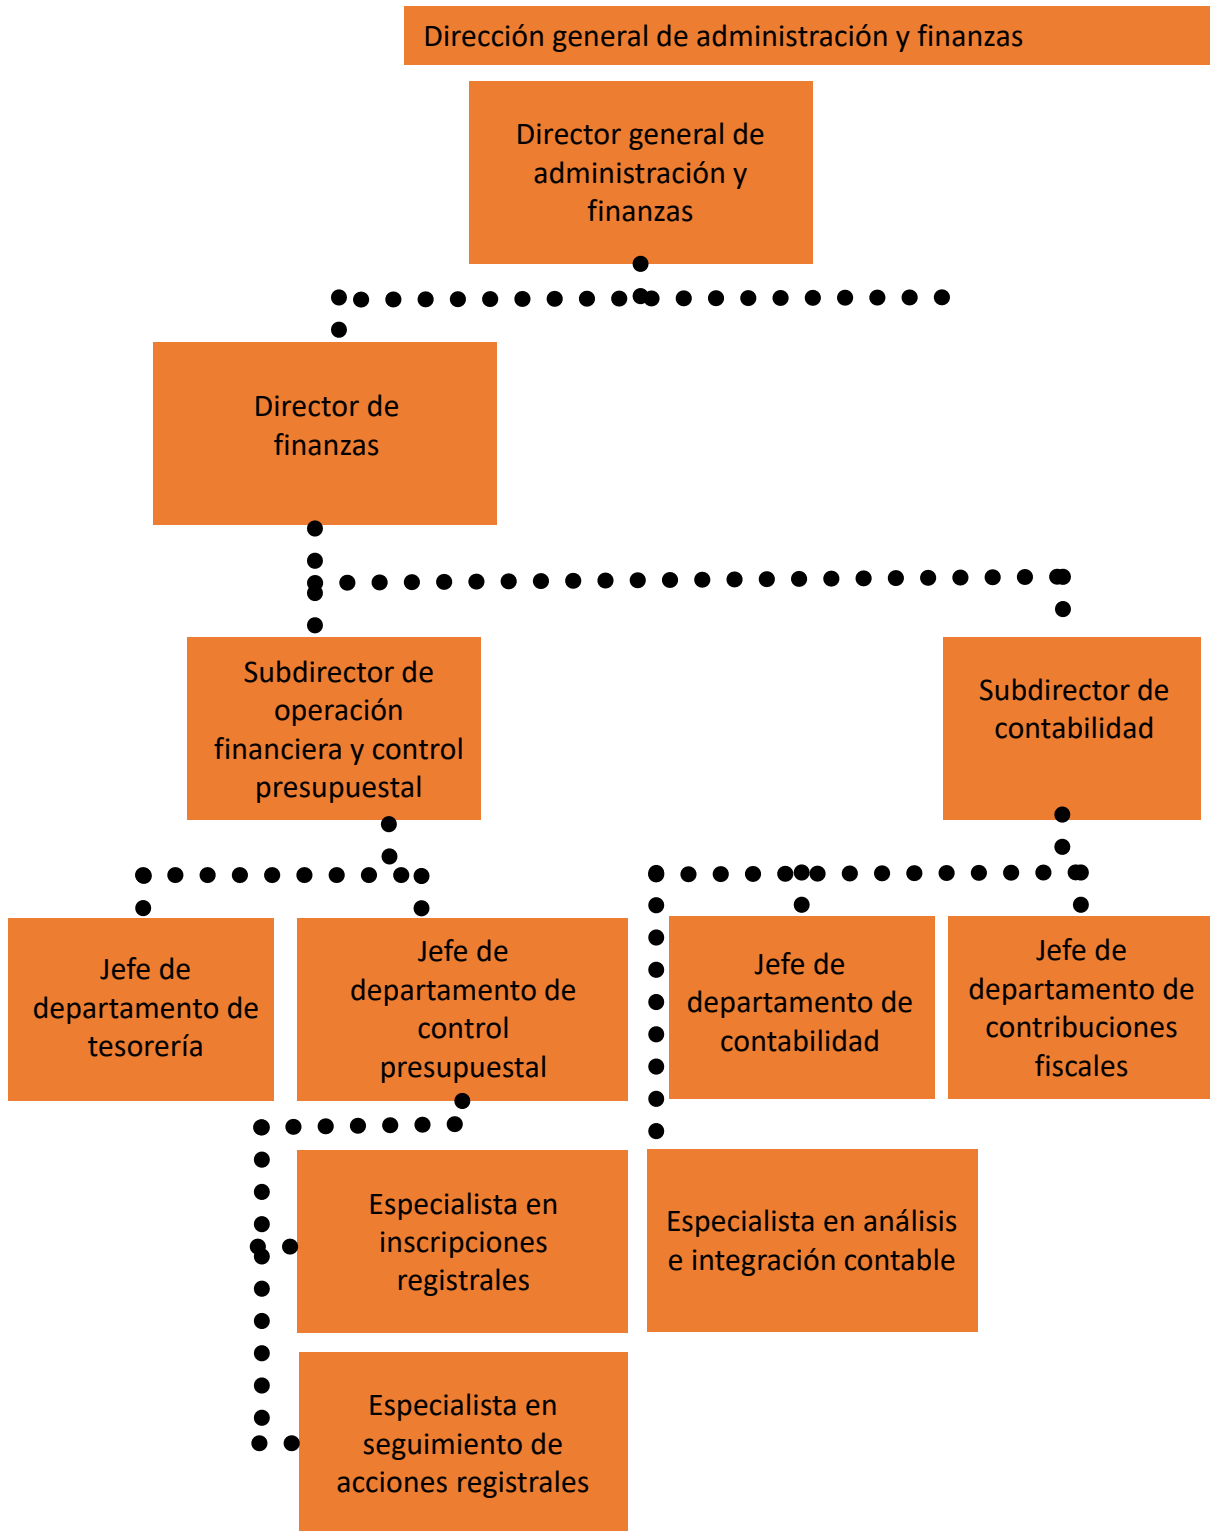 Dirección general de administración y finanzas
Director general de
administración y
finanzas
Director de
finanzas
Subdirector de
operación
financiera y control
presupuestal
Subdirector de
contabilidad
Jefe de
departamento de
tesorería
Jefe de
departamento de
control
presupuestal
Jefe de
departamento de
contabilidad
Jefe de
departamento de
contribuciones
fiscales
Especialista en
inscripciones
registrales
Especialista en análisis
e integración contable
Especialista en
seguimiento de
acciones registrales